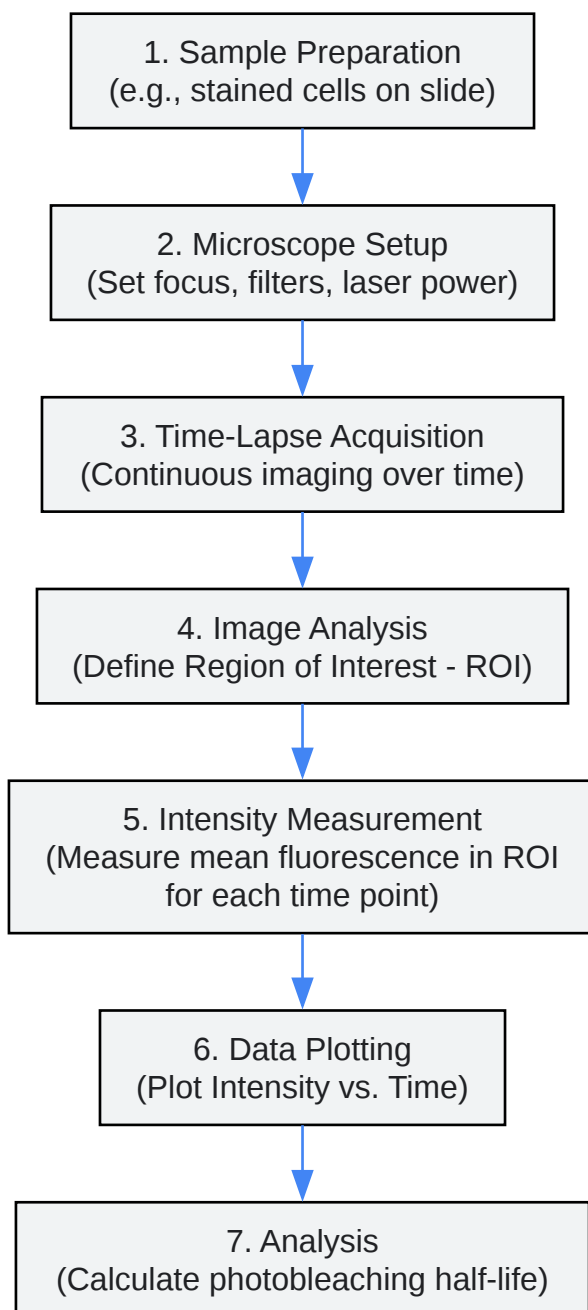 1. Sample Preparation
(e.g., stained cells on slide)
2. Microscope Setup
(Set focus, filters, laser power)
3. Time-Lapse Acquisition
(Continuous imaging over time)
4. Image Analysis
(Define Region of Interest - ROI)
5. Intensity Measurement
(Measure mean fluorescence in ROI
for each time point)
6. Data Plotting
(Plot Intensity vs. Time)
7. Analysis
(Calculate photobleaching half-life)